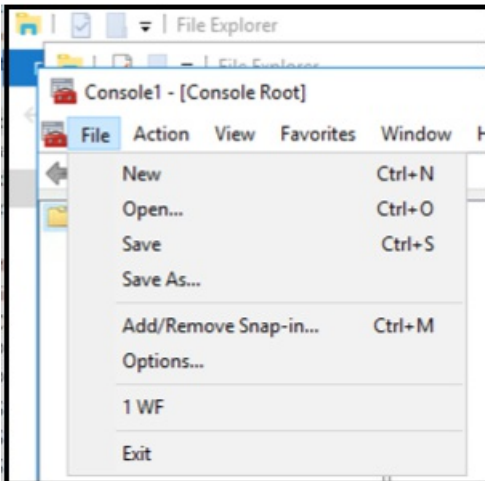 File Explorer
File Explorer
Console1 - [Console Root]
File Action View Favorites Window H
New Ctrl+N
Open... Ctrl+O
Save Ctrl+S
Save As...
Add/Remove Snap-in... Ctrl+M
Options...
1 WF
Exit